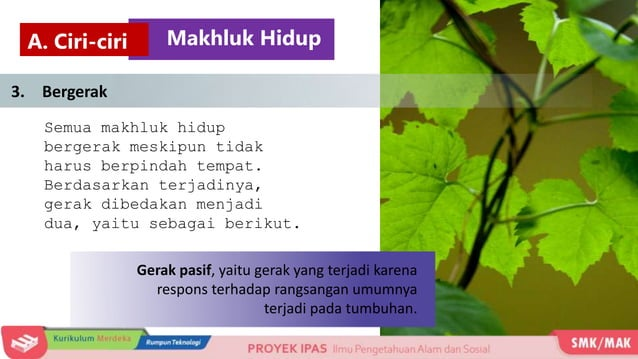 A. Ciri-ciri Makhluk Hidup
3. Bergerak
Semua makhluk hidup
bergerak meskipun tidak
harus berpindah tempat.
Berdasarkan terjadinya,
gerak dibedakan menjadi
dua, yaitu sebagai berikut.
Gerak pasif, yaitu gerak yang terjadi karena
respons terhadap rangsangan umumnya
terjadi pada tumbuhan.
Kurikulum Merdeka Rumpun Teknologi PROYEK IPAS Ilmu Pengetahuan Alam dan Sosial SMK/MAK